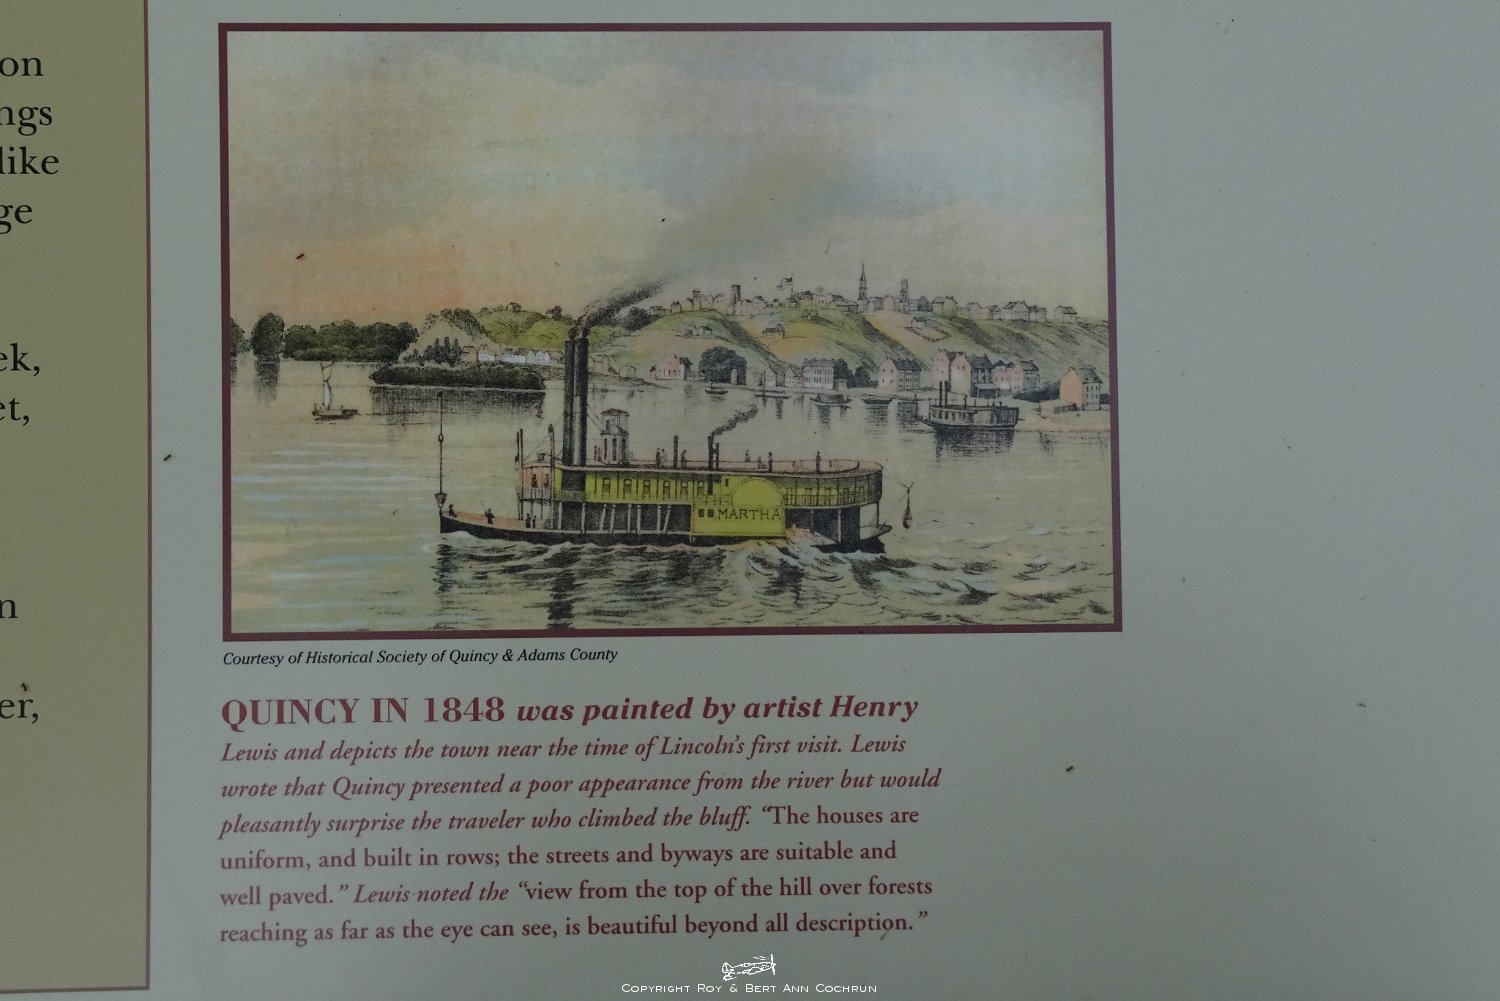 on
ngs
like
ge
ek,
et,
n
er,
MARTHA
Courtesy of Historical Society of Quincy & Adams County
QUINCY IN 1848 was painted by artist Henry
Lewis and depicts the town near the time of Lincoln's first visit. Lewis
wrote that Quincy presented a poor appearance from the river but would
pleasantly surprise the traveler who climbed the bluff. “The houses are
uniform, and built in rows; the streets and byways are suitable and
well paved.” Lewis noted the “view from the top of the hill over forests
reaching as far as the eye can see, is beautiful beyond all description.”
Copyright Roy & Bert Ann Cochrun